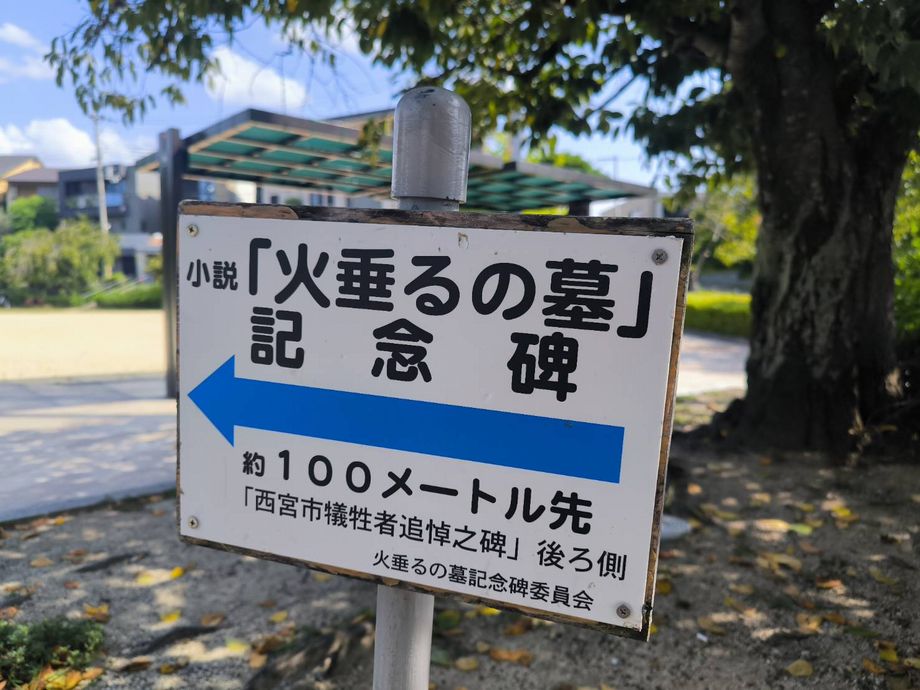 小説「火垂るの墓」
記念碑
約100メートル先
「西宮市犠牲者追悼之碑」後ろ側
火垂るの墓記念碑委員会